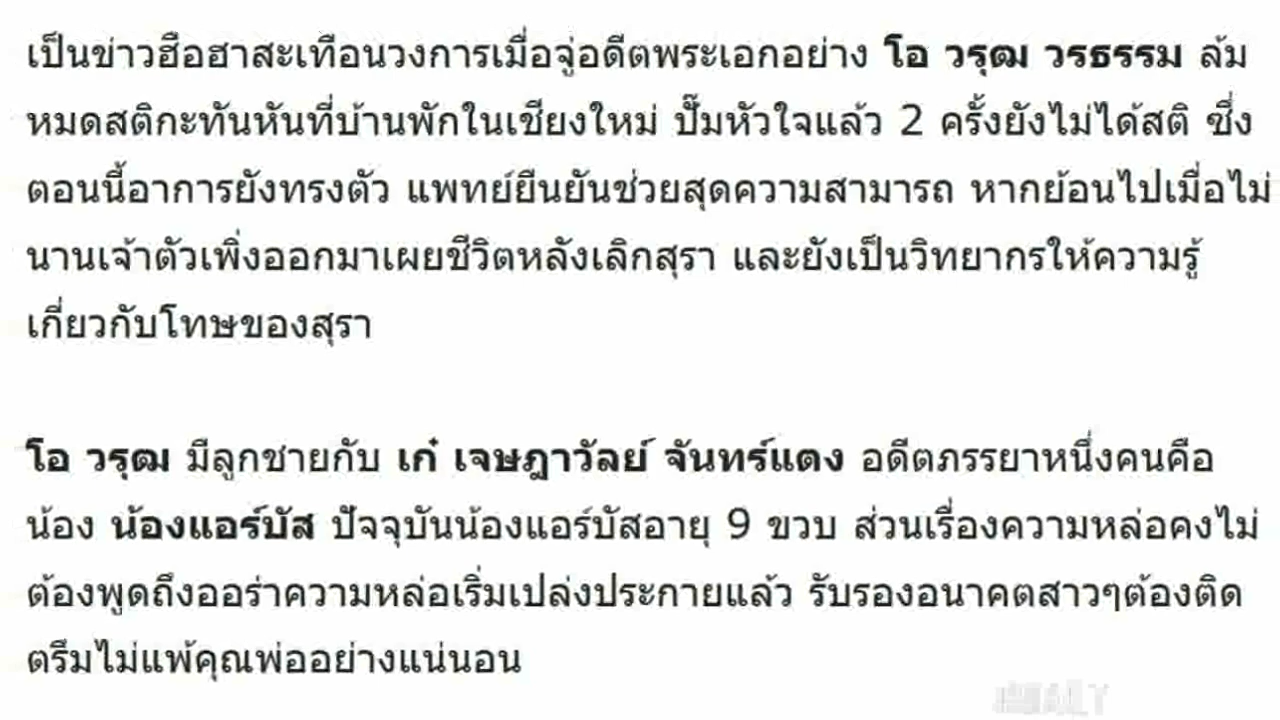 เป็นข่าวฮือฮาสะเทือนวงการเมื่อจู่อดีตพระเอกอย่าง โอ วรุฒ วรธรรม ล้ม
หมดสติกะทันหันที่บ้านพักในเชียงใหม่ ปั๊มหัวใจแล้ว 2 ครั้งยังไม่ได้สติ ซึ่ง
ตอนนี้อาการยังทรงตัว แพทย์ยืนยันช่วยสุดความสามารถ หากย้อนไปเมื่อไม่
นานเจ้าตัวเพิ่งออกมาเผยชีวิตหลังเลิกสุรา และยังเป็นวิทยากรให้ความรู้
เกี่ยวกับโทษของสุรา
โอ วรุฒ มีลูกชายกับ เก๋ เจษฎาวัลย์ จันทร์แดง อดีตภรรยาหนึ่งคนคือ
น้อง น้องแอร์บัส ปัจจุบันน้องแอร์บัสอายุ 9 ขวบ ส่วนเรื่องความหล่อคงไม่
ต้องพูดถึงออร่าความหล่อเริ่มเปล่งประกายแล้ว รับรองอนาคตสาวๆต้องติด
ตรึมไม่แพ้คุณพ่ออย่างแน่นอน